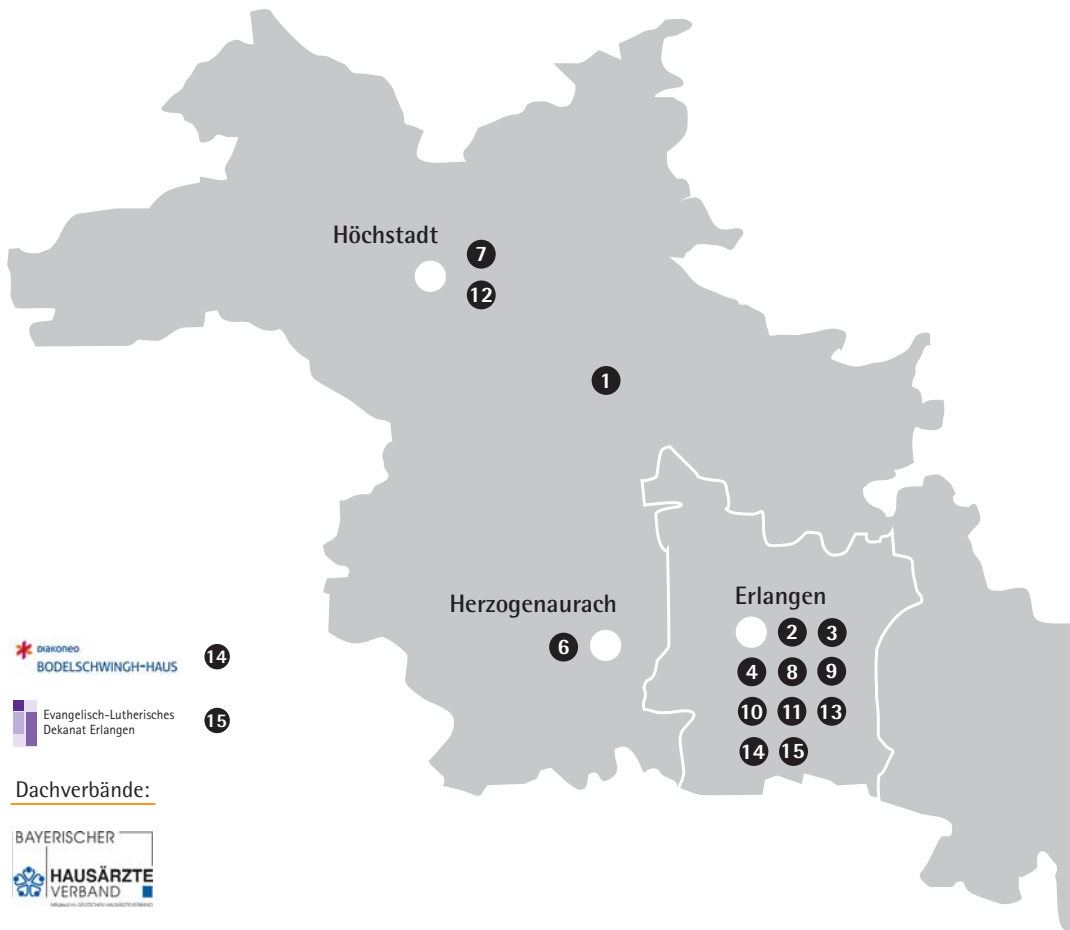 Höchstadt
7
12
1
Herzogenaurach
6
Erlangen
2 3
4 8 9
10 11 13
14 15
DIAKONEO
BODELSCHWINGH-HAUS 14
Evangelisch-Lutherisches
Dekanat Erlangen 15
Dachverbände:
BAYERISCHER
HAUSÄRZTE
VERBAND